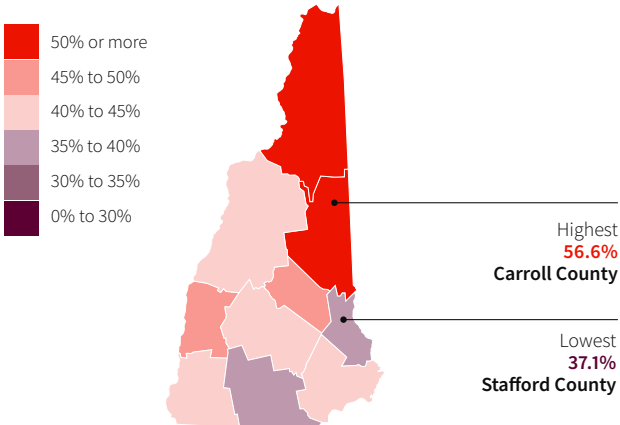 50% or more
45% to 50%
40% to 45%
35% to 40%
30% to 35%
0% to 30%
Highest
56.6%
Carroll County
Lowest
37.1%
Stafford County